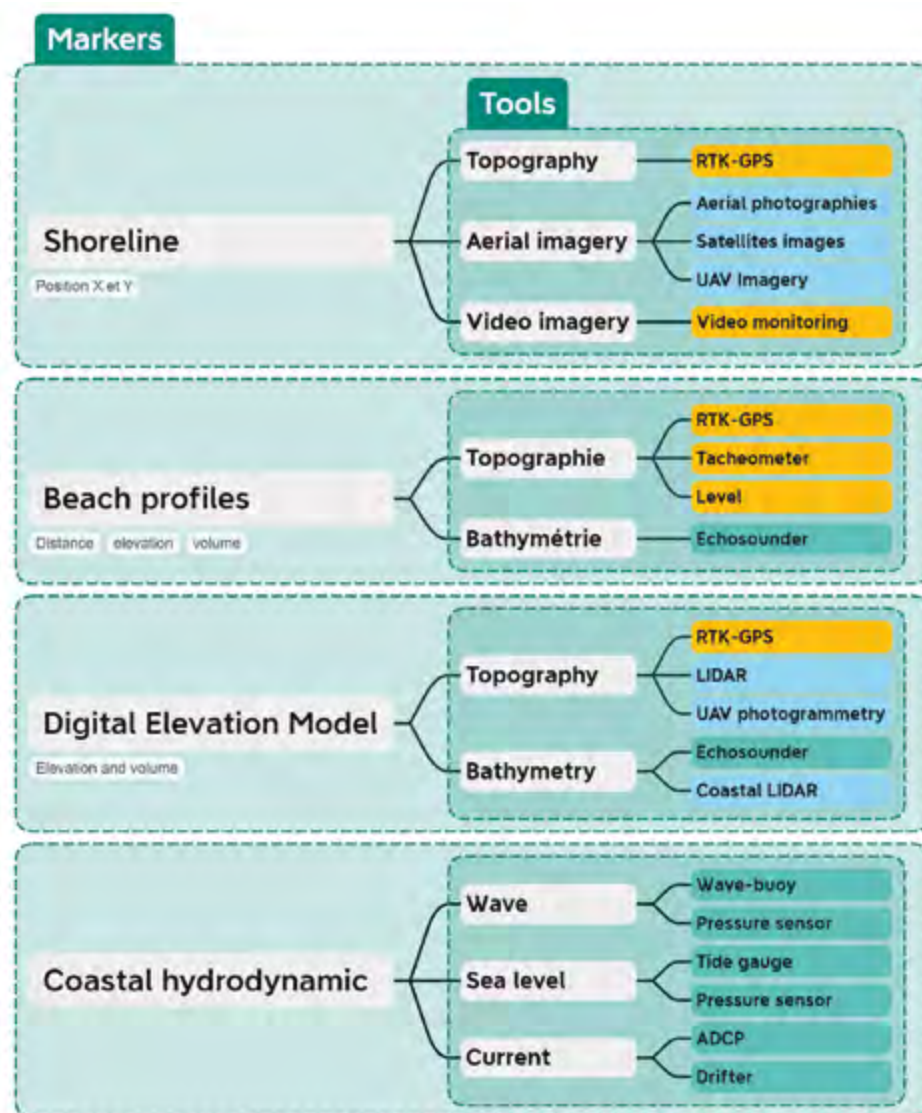 Markers
Tools
Shoreline
Position X et Y
Topography
RTK-GPS
Aerial imagery
Aerial photographies
Satellites images
UAV Imagery
Video imagery
Video monitoring
Beach profiles
Distance elevation volume
Topographie
RTK-GPS
Tacheometer
Level
Bathymétrie
Echosounder
Digital Elevation Model
Elevation and volume
Topography
RTK-GPS
LIDAR
UAV photogrammetry
Bathymetry
Echosounder
Coastal LIDAR
Coastal hydrodynamic
Wave
Wave-buoy
Pressure sensor
Sea level
Tide gauge
Pressure sensor
Current
ADCP
Drifter